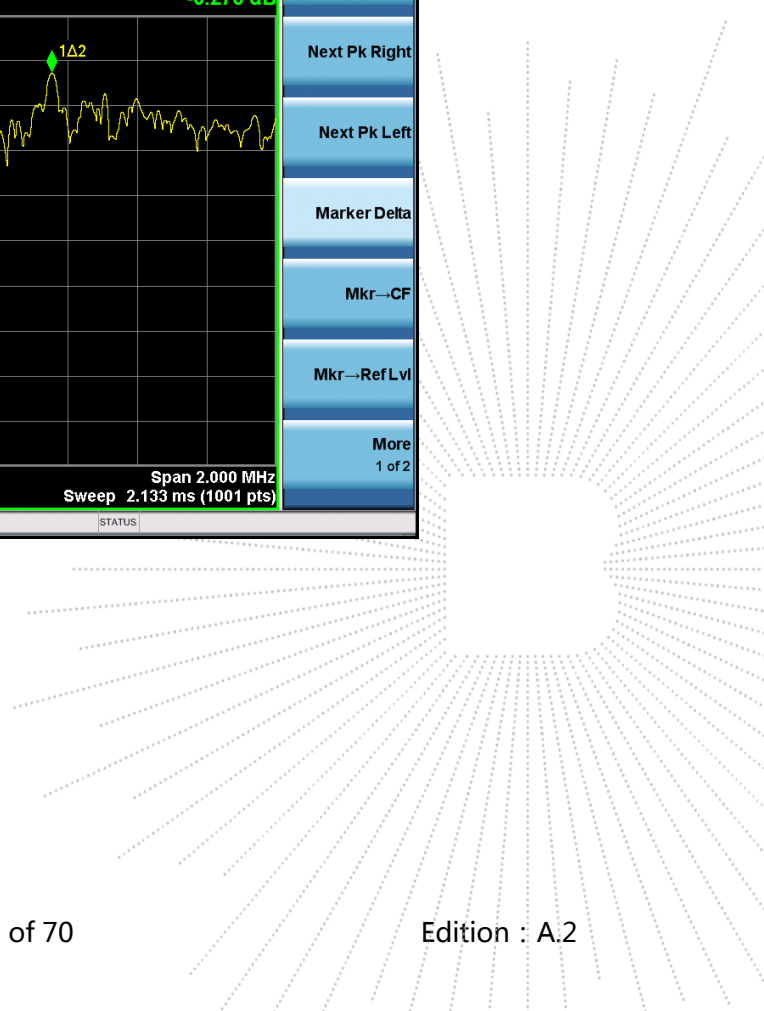 1Δ2
Next Pk Right
Next Pk Left
Marker Delta
Mkr→CF
Mkr→Ref Lvl
More
1 of 2
Span 2.000 MHz
Sweep 2.133 ms (1001 pts)
STATUS
of 70
Edition：A.2